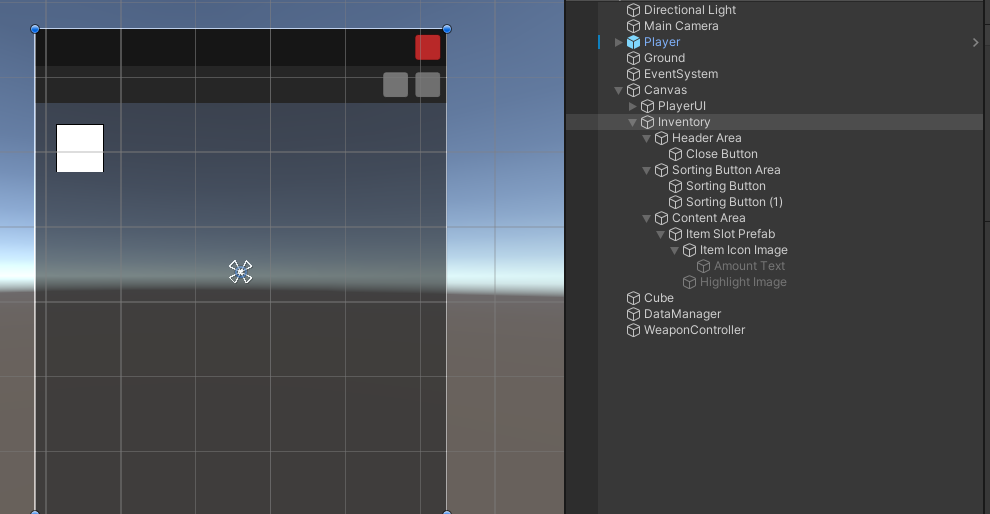 Directional Light
Main Camera
Player
Ground
EventSystem
Canvas
PlayerUI
Inventory
Header Area
Close Button
Sorting Button Area
Sorting Button
Sorting Button (1)
Content Area
Item Slot Prefab
Item Icon Image
Amount Text
Highlight Image
Cube
DataManager
WeaponController